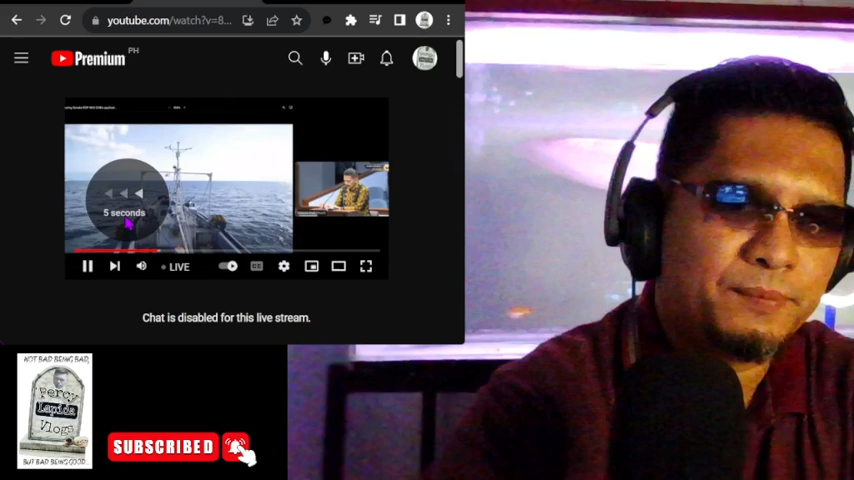 youtube.com/watch?v=8...
Premium PH
5 seconds
LIVE
Chat is disabled for this live stream.
NOT BAD BEING BAD,
Percy
Lapida
Vlogs
BUT BAD BEING GOOD..
SUBSCRIBED